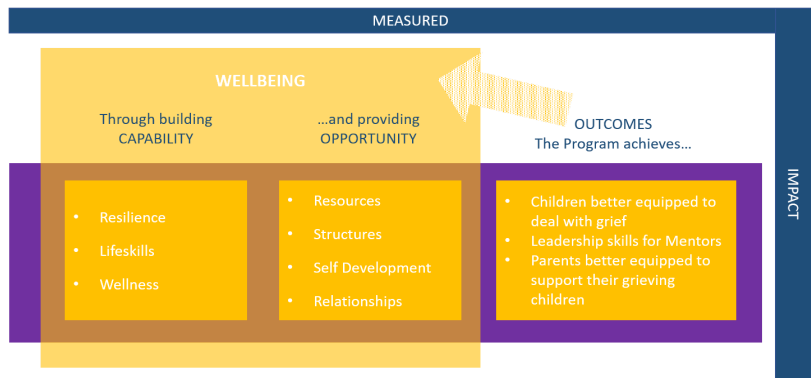 MEASURED
WELLBEING
Through building
CAPABILITY
...and providing
OPPORTUNITY
OUTCOMES
The Program achieves...
• Resilience
• Lifeskills
• Wellness
• Resources
• Structures
• Self Development
• Relationships
• Children better equipped to
deal with grief
• Leadership skills for Mentors
• Parents better equipped to
support their grieving
children
IMPACT